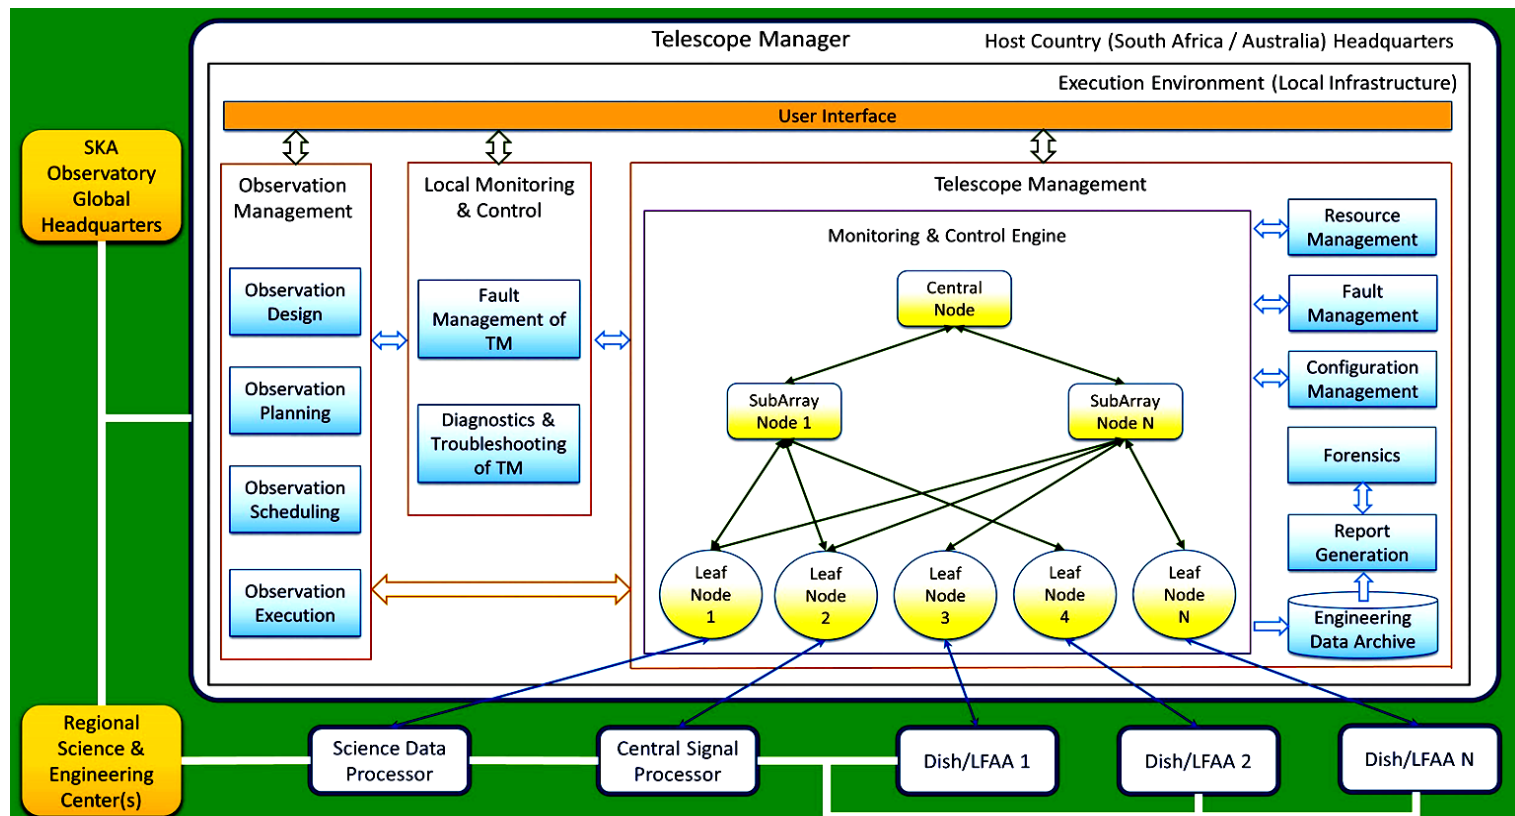 Telescope Manager
Host Country (South Africa / Australia) Headquarters
Execution Environment (Local Infrastructure)
User Interface
SKA
Observatory
Global
Headquarters
Observation
Management
Observation
Design
Observation
Planning
Observation
Scheduling
Observation
Execution
Local Monitoring
& Control
Fault
Management of
TM
Diagnostics &
Troubleshooting
of TM
Telescope Management
Monitoring & Control Engine
Central
Node
SubArray
Node 1
SubArray
Node N
Leaf
Node
1
Leaf
Node
2
Leaf
Node
3
Leaf
Node
4
Leaf
Node
N
Resource
Management
Fault
Management
Configuration
Management
Forensics
Report
Generation
Engineering
Data Archive
Regional
Science &
Engineering
Center(s)
Science Data
Processor
Central Signal
Processor
Dish/LFAA 1
Dish/LFAA 2
Dish/LFAA N